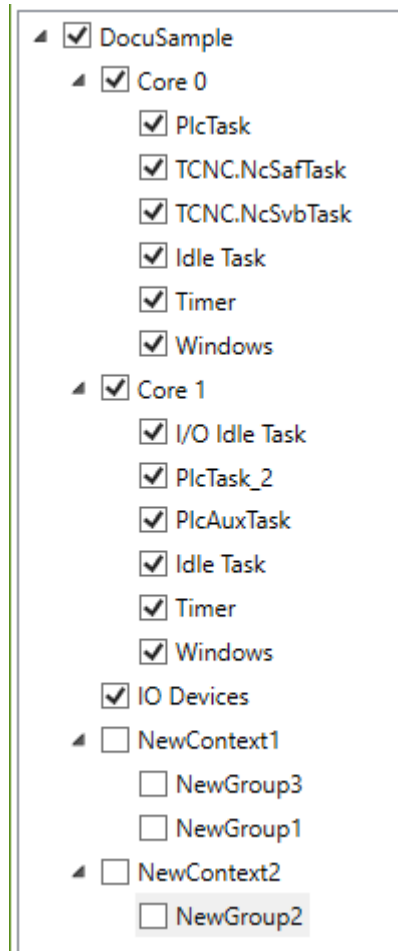 DocuSample
Core 0
PlcTask
TCNC.NcSafTask
TCNC.NcSvbTask
Idle Task
Timer
Windows
Core 1
I/O Idle Task
PlcTask_2
PlcAuxTask
Idle Task
Timer
Windows
IO Devices
NewContext1
NewGroup3
NewGroup1
NewContext2
NewGroup2